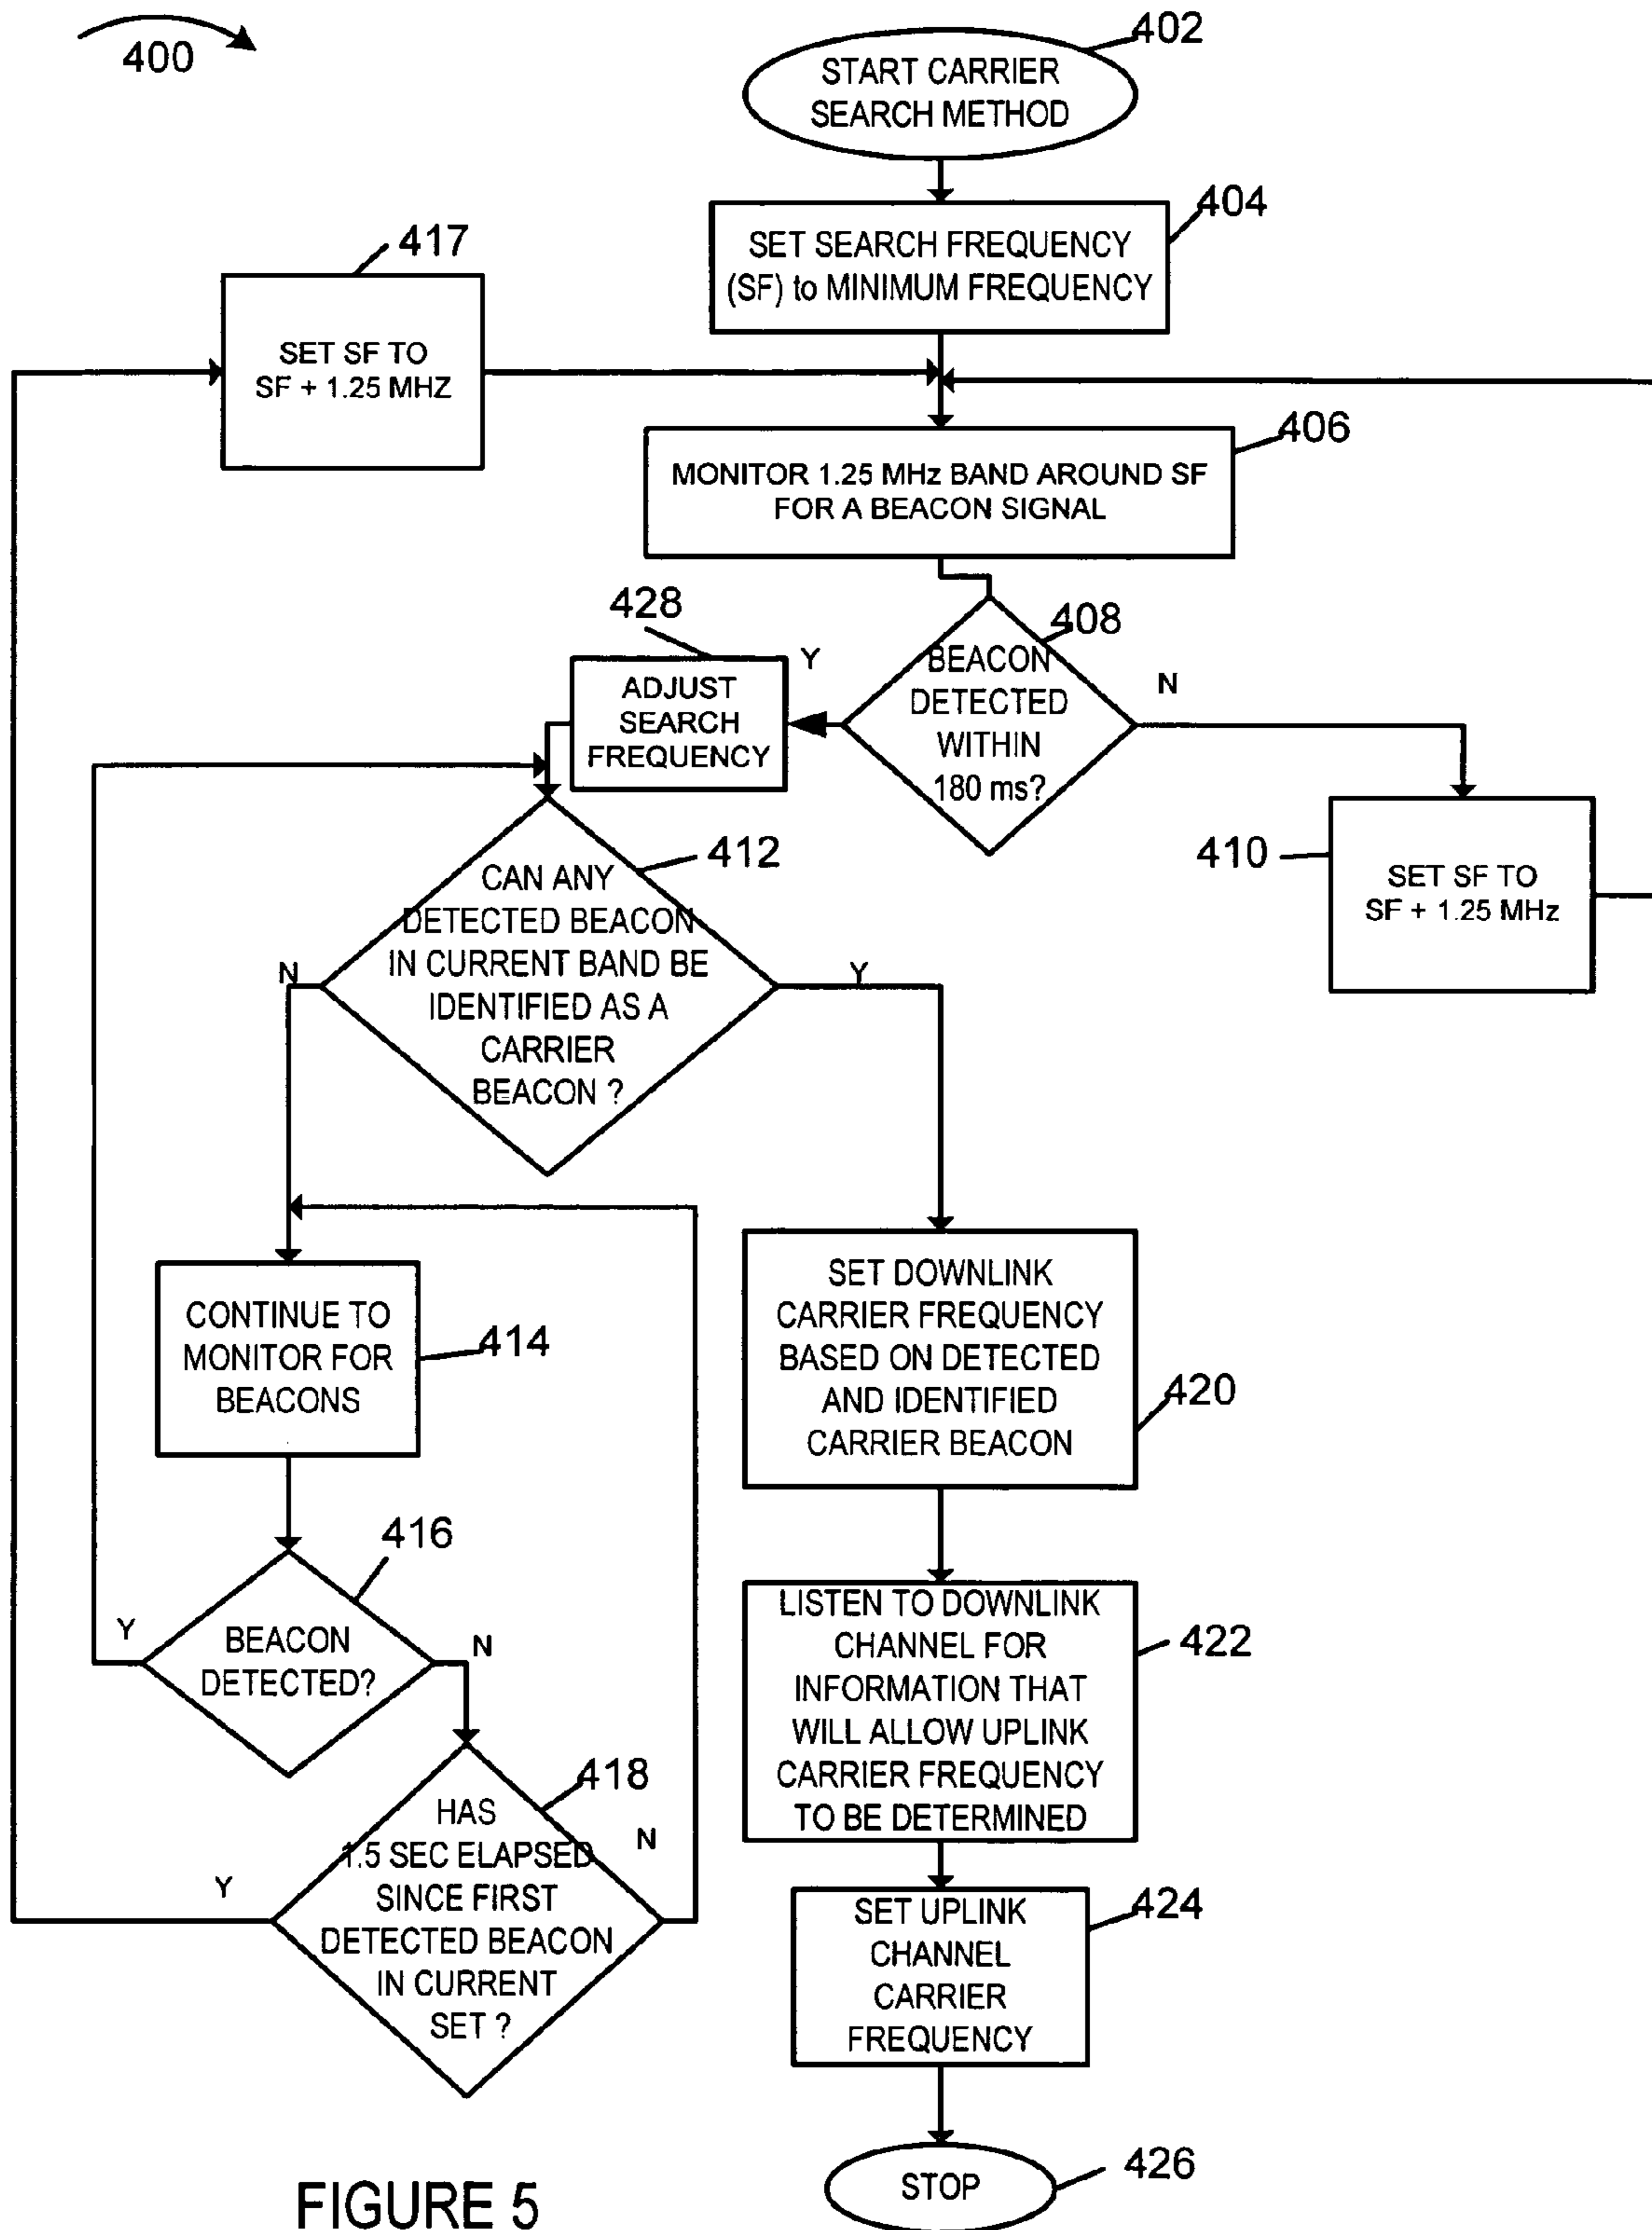 400
402
START CARRIER
SEARCH METHOD
404
SET SEARCH FREQUENCY
(SF) to MINIMUM FREQUENCY
417
SET SF TO
SF + 1.25 MHZ
406
MONITOR 1.25 MHz BAND AROUND SF
FOR A BEACON SIGNAL
428
ADJUST
SEARCH
FREQUENCY
Y
408
BEACON
DETECTED
WITHIN
180 ms?
N
410
SET SF TO
SF + 1.25 MHz
412
CAN ANY
DETECTED BEACON
IN CURRENT BAND BE
IDENTIFIED AS A
CARRIER
BEACON ?
N
Y
CONTINUE TO
MONITOR FOR
BEACONS
414
SET DOWNLINK
CARRIER FREQUENCY
BASED ON DETECTED
AND IDENTIFIED
CARRIER BEACON
420
416
BEACON
DETECTED?
Y
N
LISTEN TO DOWNLINK
CHANNEL FOR
INFORMATION THAT
WILL ALLOW UPLINK
CARRIER FREQUENCY
TO BE DETERMINED
422
418
HAS
1.5 SEC ELAPSED
SINCE FIRST
DETECTED BEACON
IN CURRENT
SET ?
Y
N
SET UPLINK
CHANNEL
CARRIER
FREQUENCY
424
STOP
426
FIGURE 5